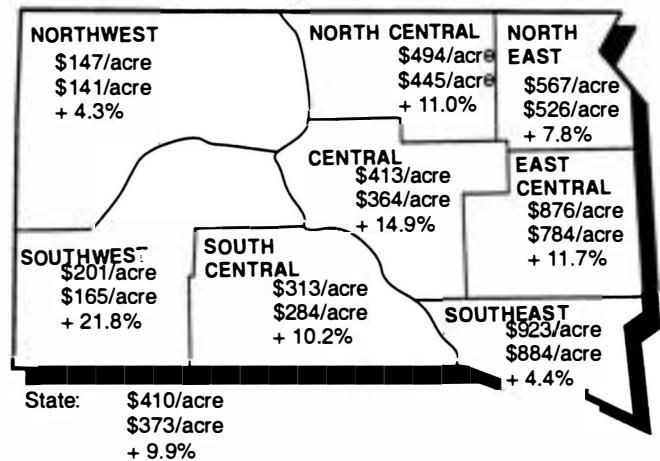 NORTHWEST
$147/acre
$141/acre
+ 4.3%
NORTH CENTRAL
$494/acre
$445/acre
+ 11.0%
NORTH
EAST
$567/acre
$526/acre
+ 7.8%
CENTRAL
$413/acre
$364/acre
+ 14.9%
EAST
CENTRAL
$876/acre
$784/acre
+ 11.7%
SOUTHWEST
$201/acre
$165/acre
+ 21.8%
SOUTH
CENTRAL
$313/acre
$284/acre
+ 10.2%
SOUTHEAST
$923/acre
$884/acre
+ 4.4%
State: $410/acre
$373/acre
+ 9.9%